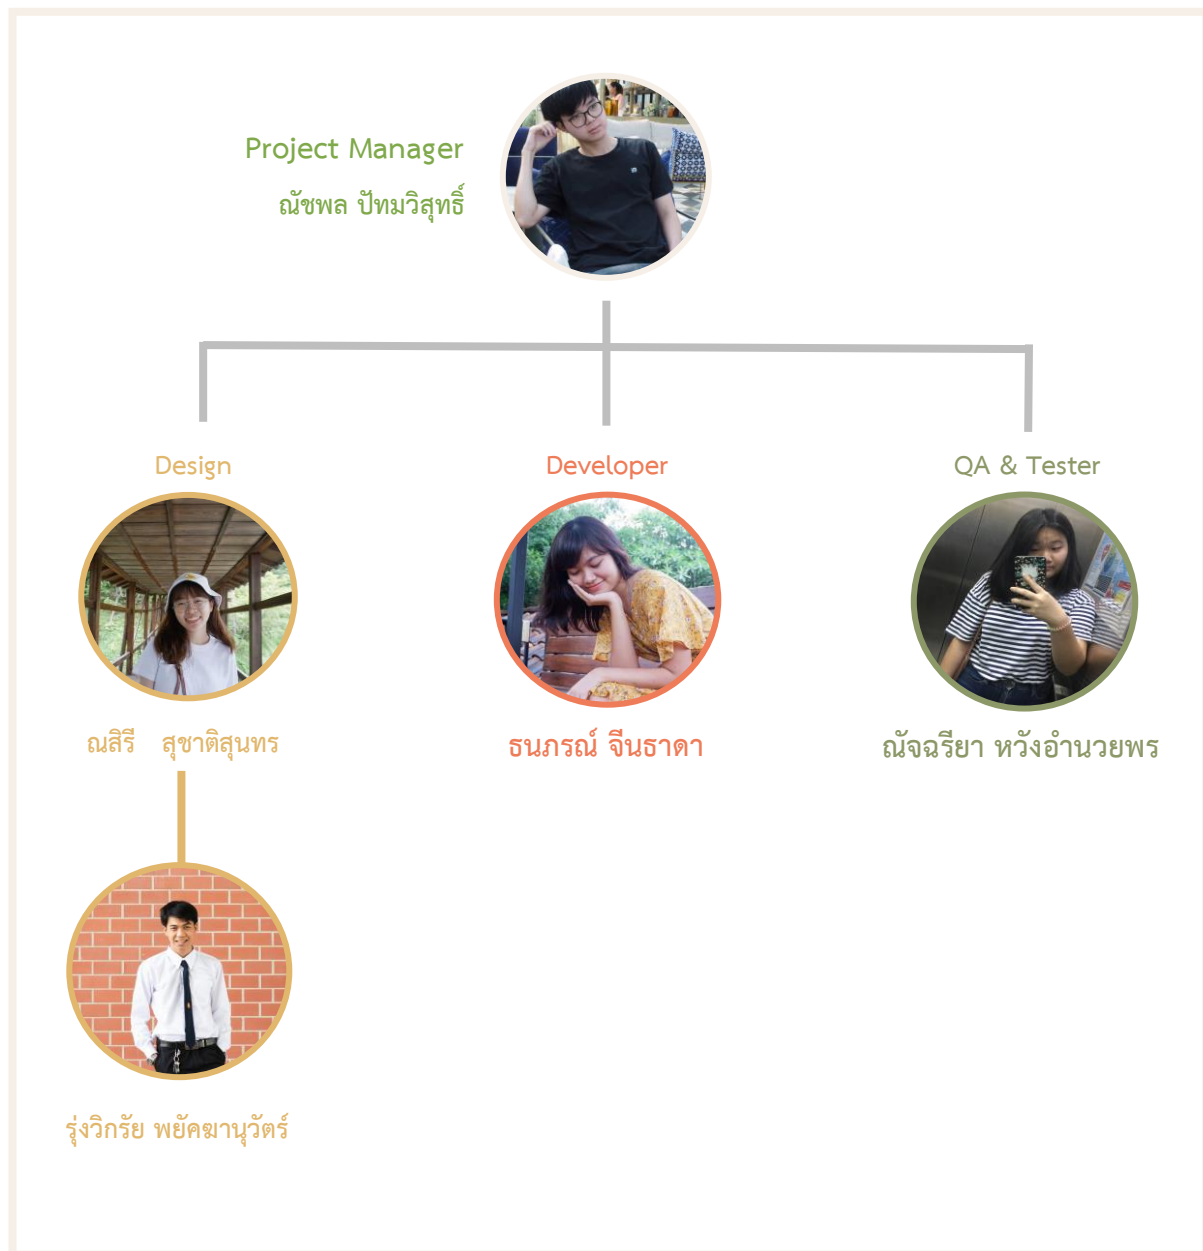 Project Manager
ณัชพล ปัทมวิสุทธิ์
Design
Developer
QA & Tester
ณสิรี สุชาติสุนทร
ธนภรณ์ จีนธาดา
ณัจฉรียา หวังอำนวยพร
รุ่งวิกรัย พยัคฆานุวัตร์